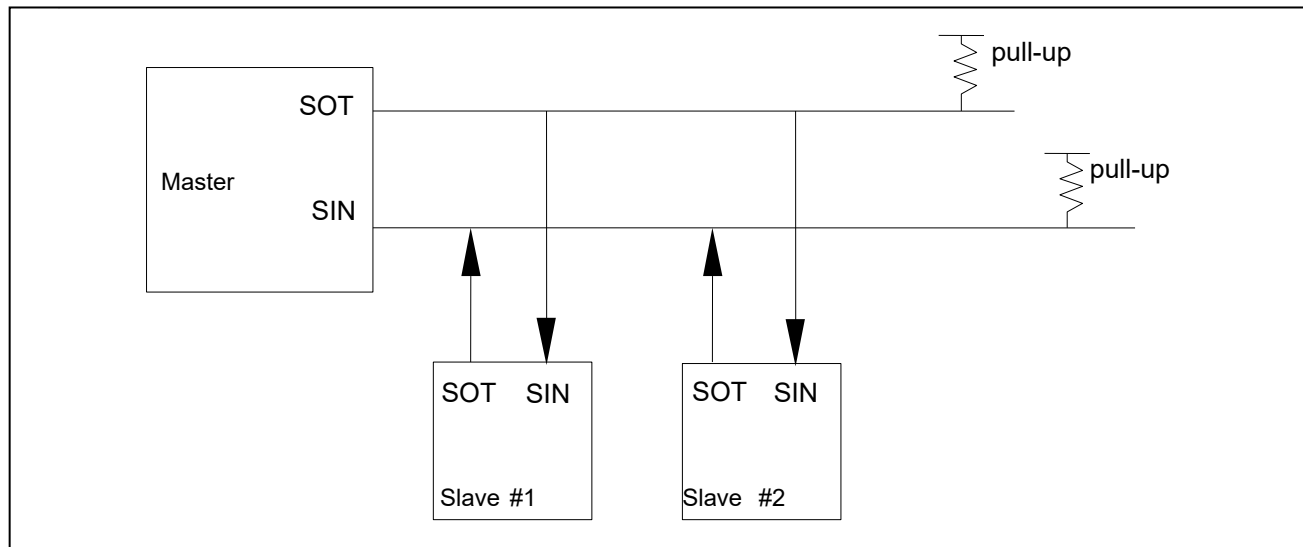 pull-up
SOT
pull-up
Master
SIN
SOT SIN
SOT SIN
Slave #1
Slave #2